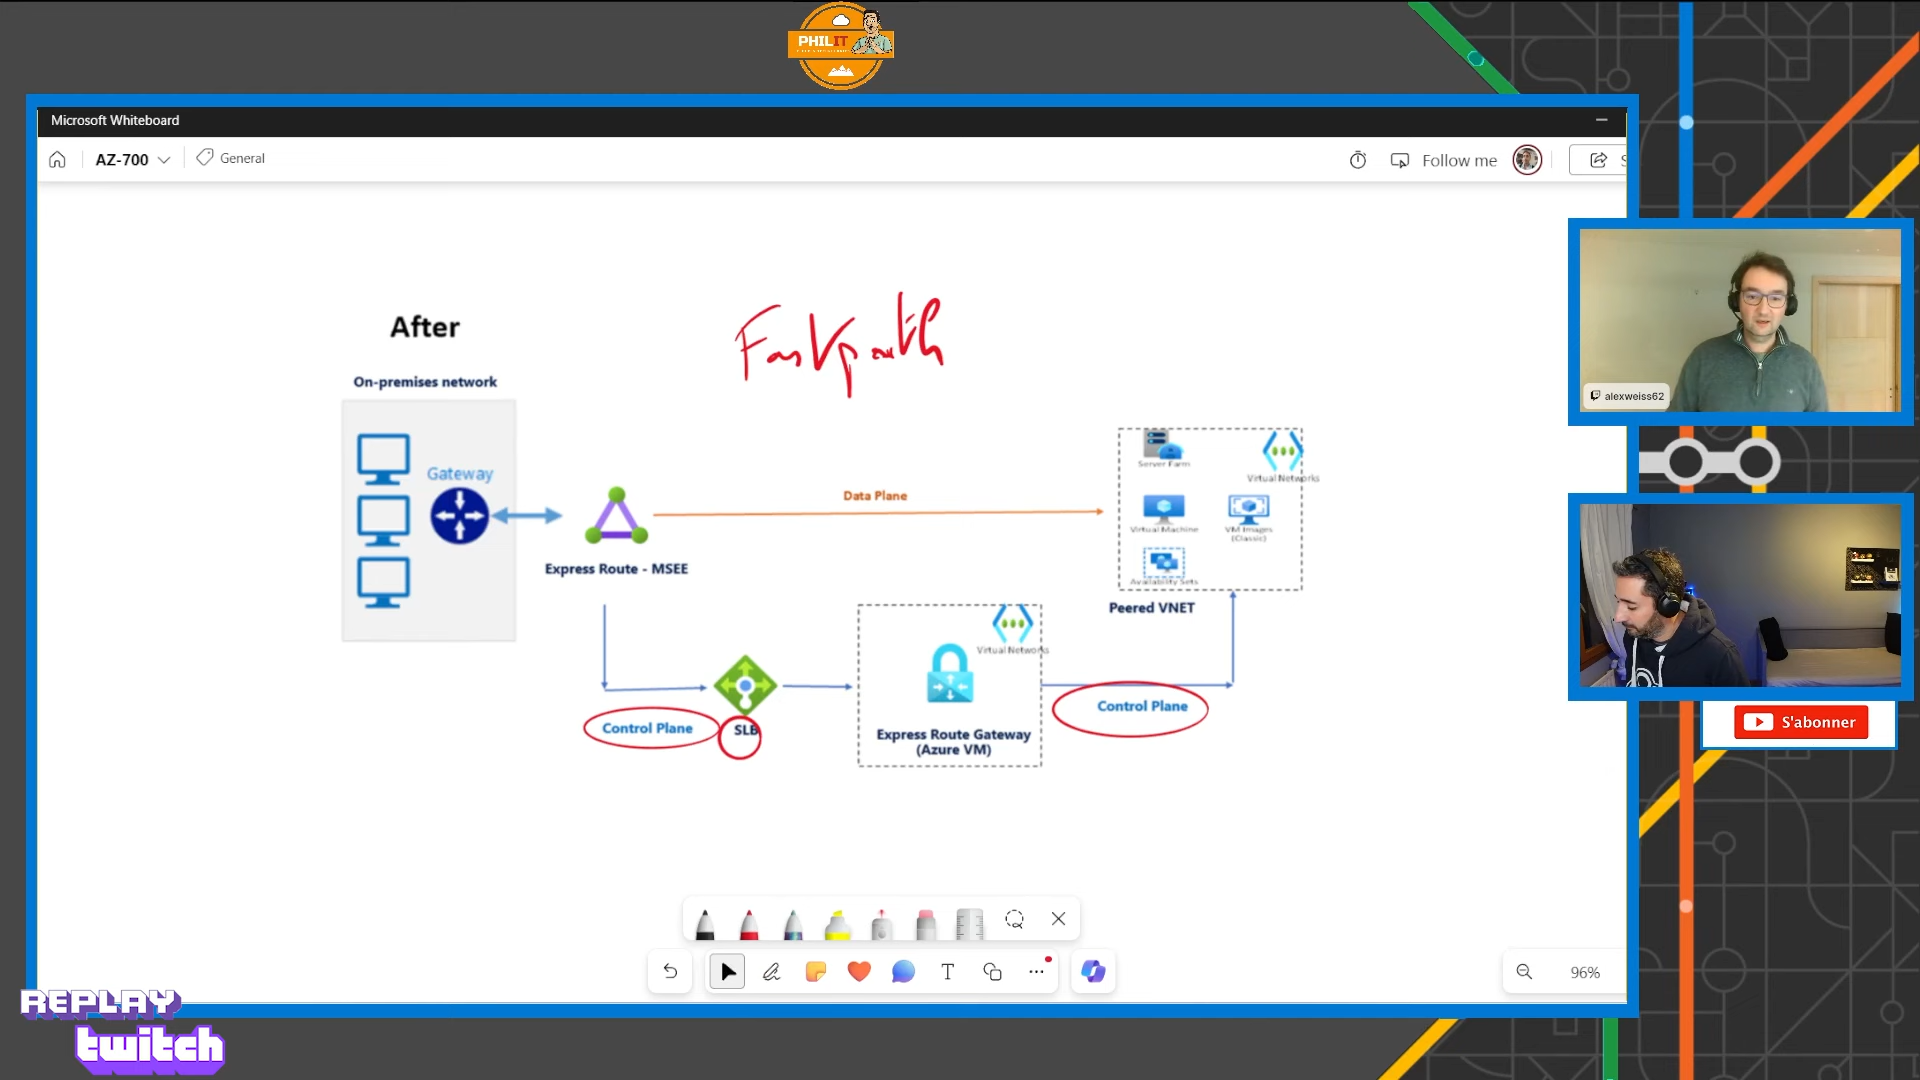 PHILIT
Microsoft Whiteboard
AZ-700
General
Follow me
After
Fastpath
On-premises network
Gateway
Data Plane
Server Farm
Virtual Networks
Virtual Machine
VM Images
(Classic)
Availability Sets
Express Route - MSEE
Peered VNET
Virtual Networks
Control Plane
SLB
Control Plane
Express Route Gateway
(Azure VM)
alexweiss62
S'abonner
96%
REPLAY
twitch